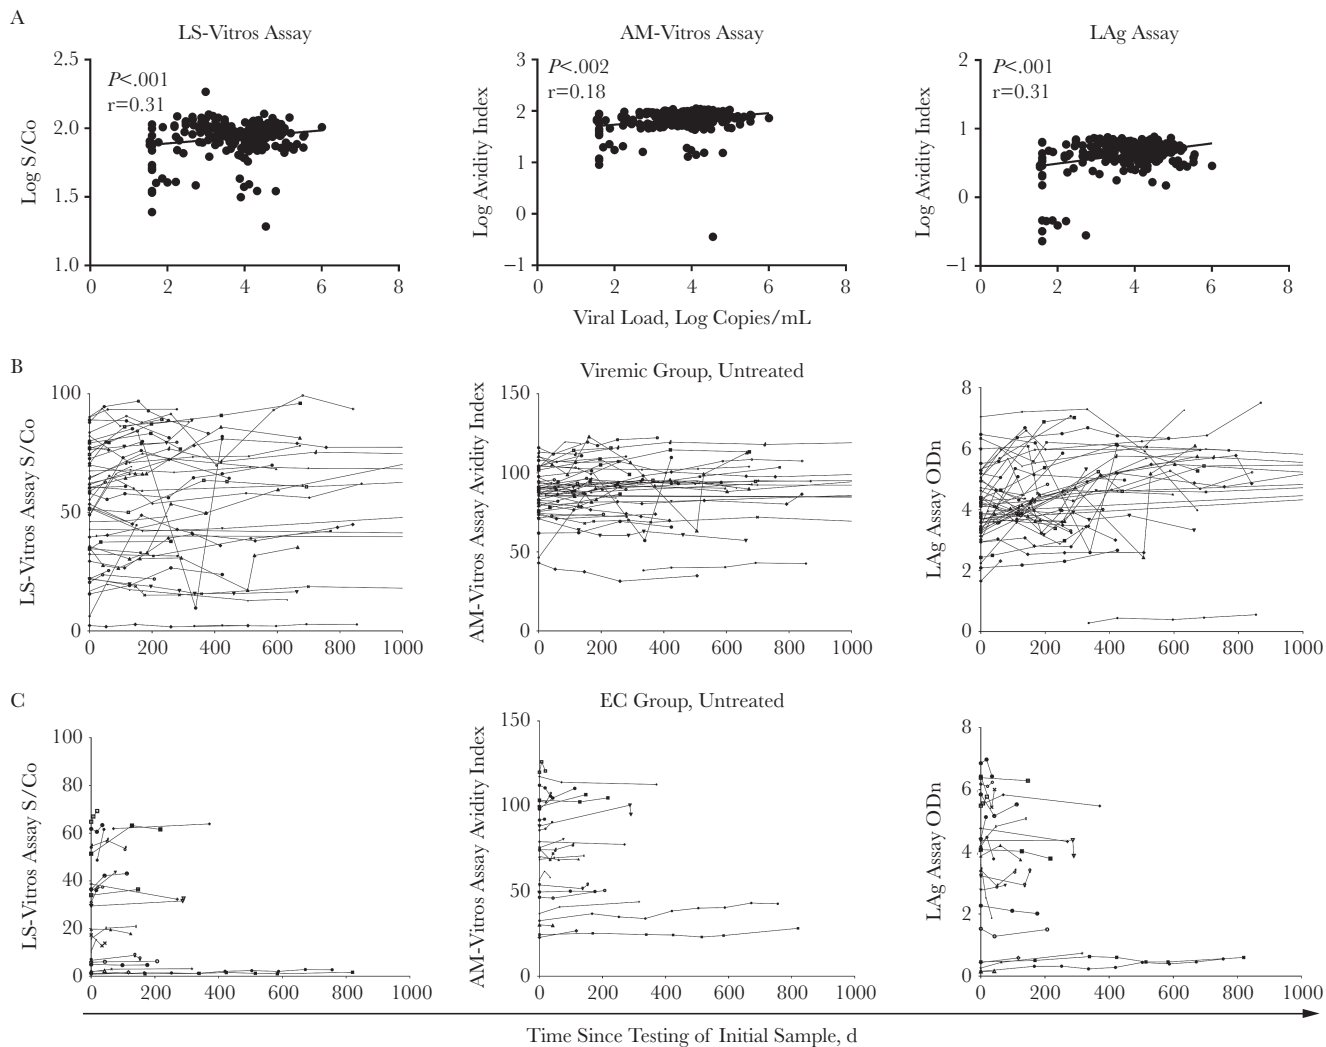 A
LS-Vitros Assay
AM-Vitros Assay
LAg Assay
2.5
2.0
1.5
1.0
Log S/Co
P<.001
r=0.31
0 2 4 6 8
3
2
1
0
−1
Log Avidity Index
P<.002
r=0.18
0 2 4 6 8
2
1
0
−1
Log Avidity Index
P<.001
r=0.31
0 2 4 6 8
Viral Load, Log Copies/mL
B
Viremic Group, Untreated
100
50
0
LS-Vitros Assay S/Co
0 200 400 600 800 1000
150
100
50
0
AM-Vitros Assay Avidity Index
0 200 400 600 800 1000
8
6
4
2
0
LAg Assay ODn
0 200 400 600 800 1000
C
EC Group, Untreated
100
80
60
40
20
0
LS-Vitros Assay S/Co
0 200 400 600 800 1000
150
100
50
0
AM-Vitros Assay Avidity Index
0 200 400 600 800 1000
8
6
4
2
0
LAg Assay ODn
0 200 400 600 800 1000
Time Since Testing of Initial Sample, d